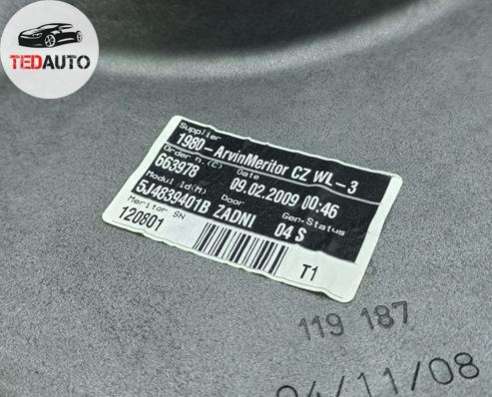 TEDAUTO
Supplier
1980-ArvinMeritor CZ WL-3
Order n.(C) Date
663978 09.02.2009 00:46
Modul Id(M) Door Gen-Status
5J4839401B ZADNI 04 S
Meritor SN
120801
T1
119 187
04/11/08